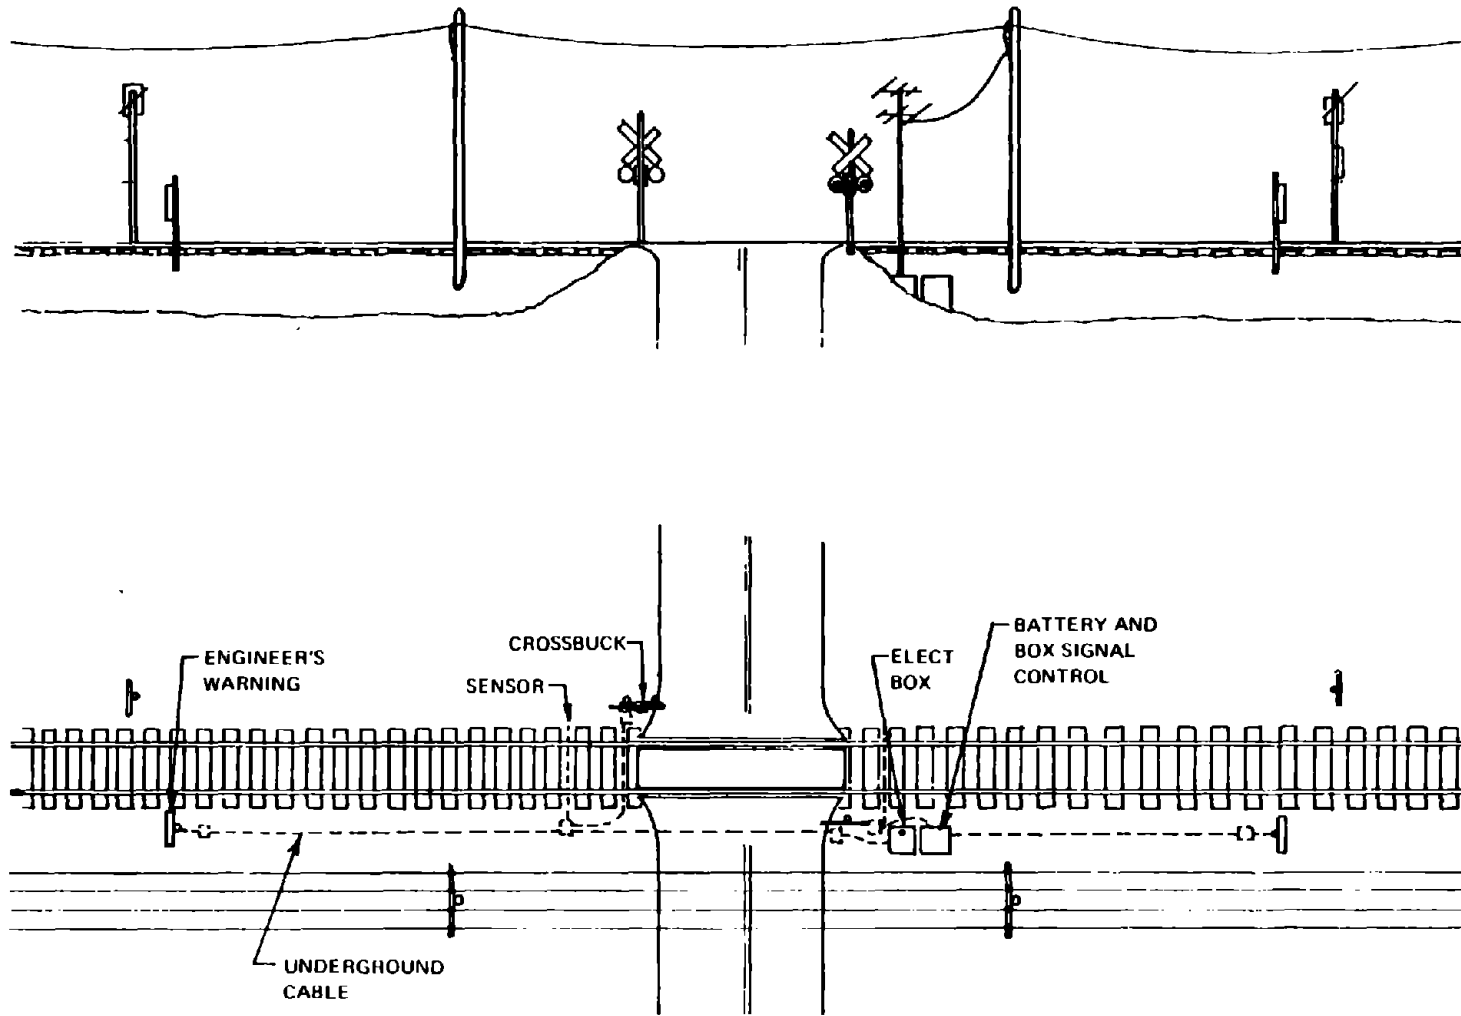 ENGINEER'S
WARNING
SENSOR
CROSSBUCK
ELECT
BOX
BATTERY AND
BOX SIGNAL
CONTROL
UNDERGHOUND
CABLE